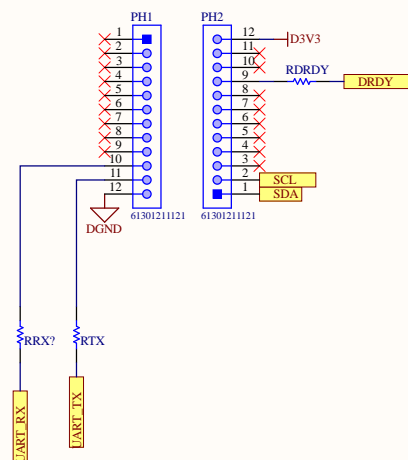 PH1
1
2
3
4
5
6
7
8
9
10
11
12
61301211121
DGND
RRX?
RTX
UART_RX
UART_TX
PH2
12
11
10
9
8
7
6
5
4
3
2
1
61301211121
D3V3
RDRDY
DRDY
SCL
SDA